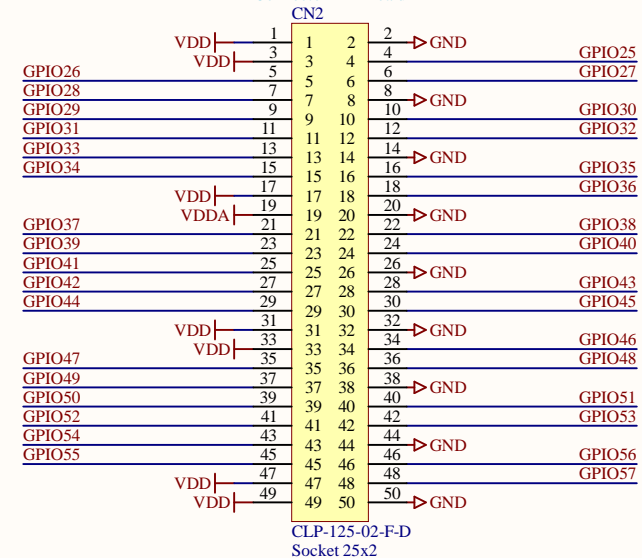 CN2
VDD 1 1 2 2 GND
VDD 3 3 4 4 GPIO25
GPIO26 5 5 6 6 GPIO27
GPIO28 7 7 8 8 GND
GPIO29 9 9 10 10 GPIO30
GPIO31 11 11 12 12 GPIO32
GPIO33 13 13 14 14 GND
GPIO34 15 15 16 16 GPIO35
VDD 17 17 18 18 GPIO36
VDDA 19 19 20 20 GND
GPIO37 21 21 22 22 GPIO38
GPIO39 23 23 24 24 GPIO40
GPIO41 25 25 26 26 GND
GPIO42 27 27 28 28 GPIO43
GPIO44 29 29 30 30 GPIO45
VDD 31 31 32 32 GND
VDD 33 33 34 34 GPIO46
GPIO47 35 35 36 36 GPIO48
GPIO49 37 37 38 38 GND
GPIO50 39 39 40 40 GPIO51
GPIO52 41 41 42 42 GPIO53
GPIO54 43 43 44 44 GND
GPIO55 45 45 46 46 GPIO56
VDD 47 47 48 48 GPIO57
VDD 49 49 50 50 GND
CLP-125-02-F-D
Socket 25x2